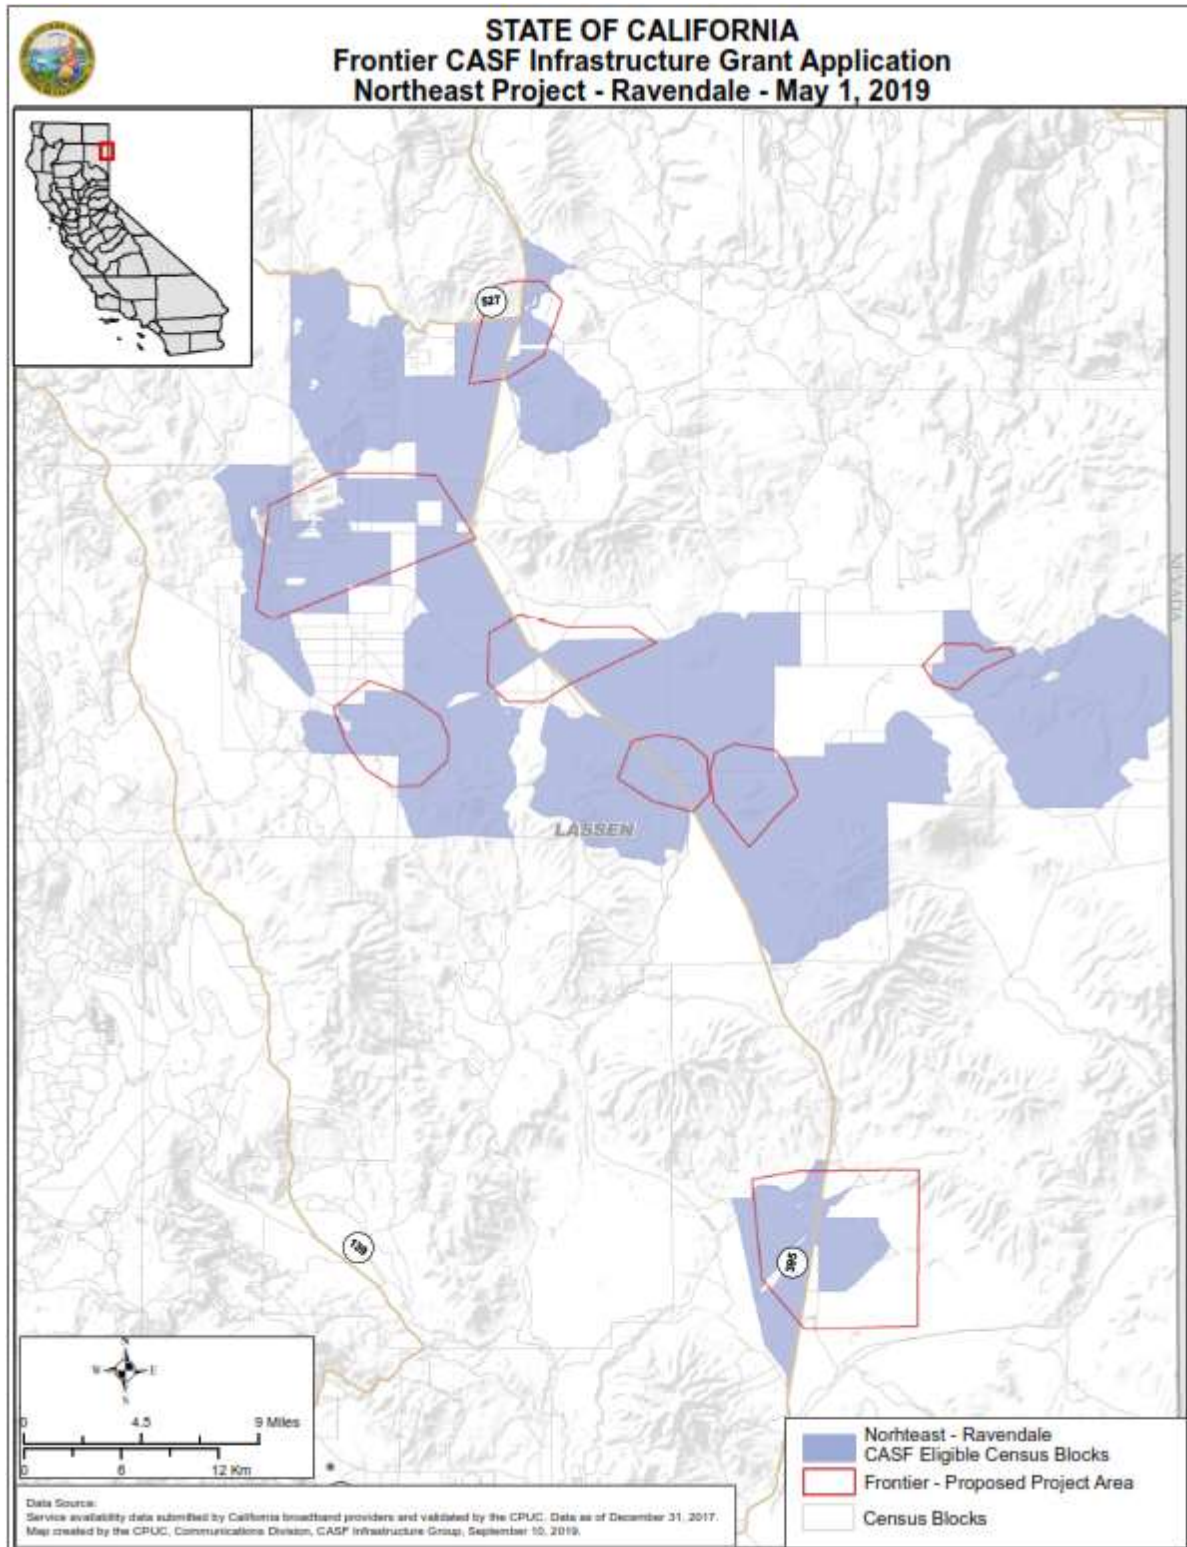 STATE OF CALIFORNIA
Frontier CASF Infrastructure Grant Application
Northeast Project - Ravendale - May 1, 2019
527
NEVADA
LASSEN
139
395
N
W E
S
0 4.5 9 Miles
0 6 12 Km
Norhteast - Ravendale
CASF Eligible Census Blocks
Frontier - Proposed Project Area
Census Blocks
Data Source:
Service availability data submitted by California broadband providers and validated by the CPUC. Data as of December 31, 2017.
Map created by the CPUC, Communications Division, CASF Infrastructure Group, September 10, 2019.